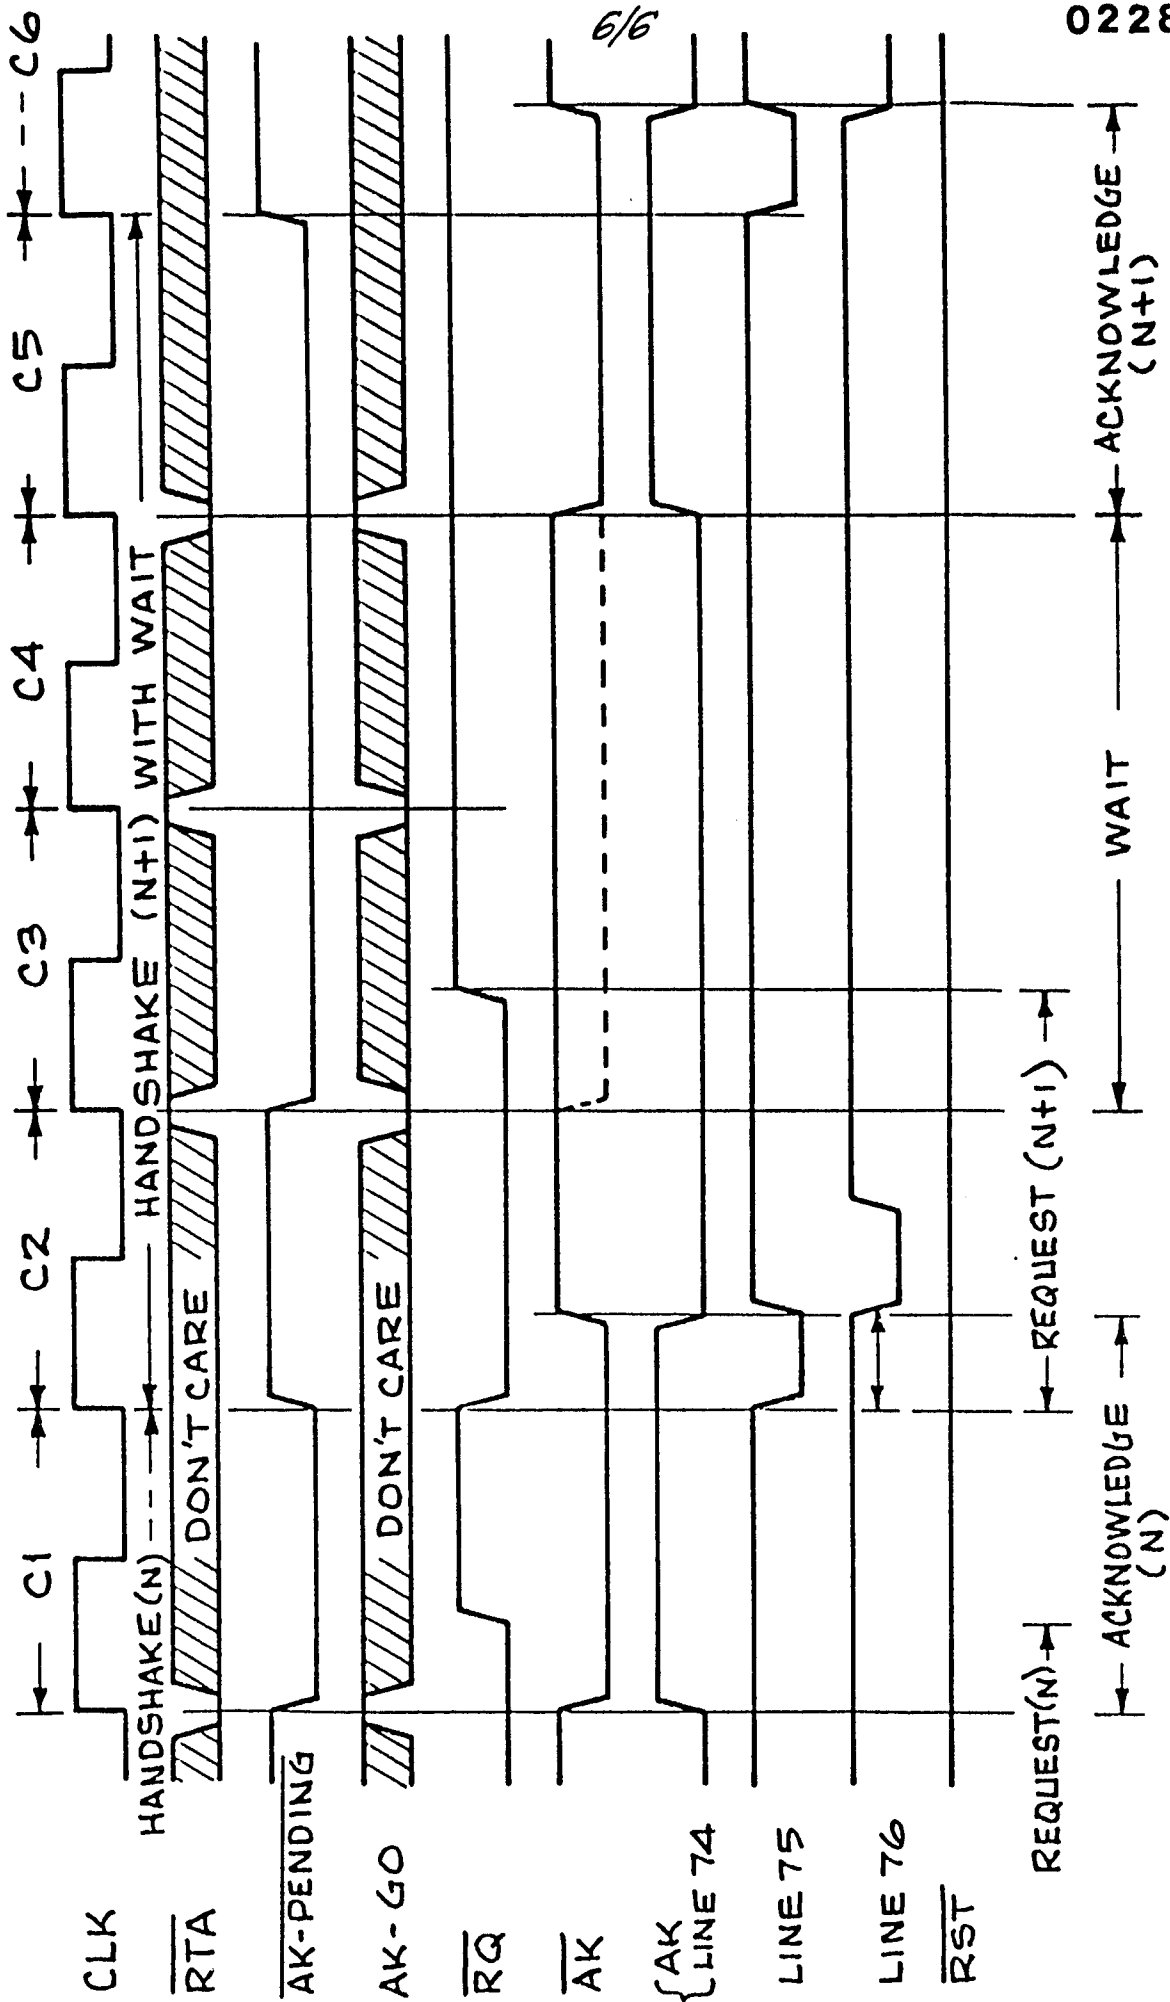 0228
9/9
C1 C2 C3 C4 C5 C6
CLK
HANDSHAKE(N) HANDSHAKE (N+1) WITH WAIT
RTA DON'T CARE
AK-PENDING
AK-GO DON'T CARE
RQ
AK
AK
LINE 74
LINE 75
LINE 76
RST
REQUEST(N) REQUEST (N+1)
ACKNOWLEDGE WAIT ACKNOWLEDGE
(N) (N+1)